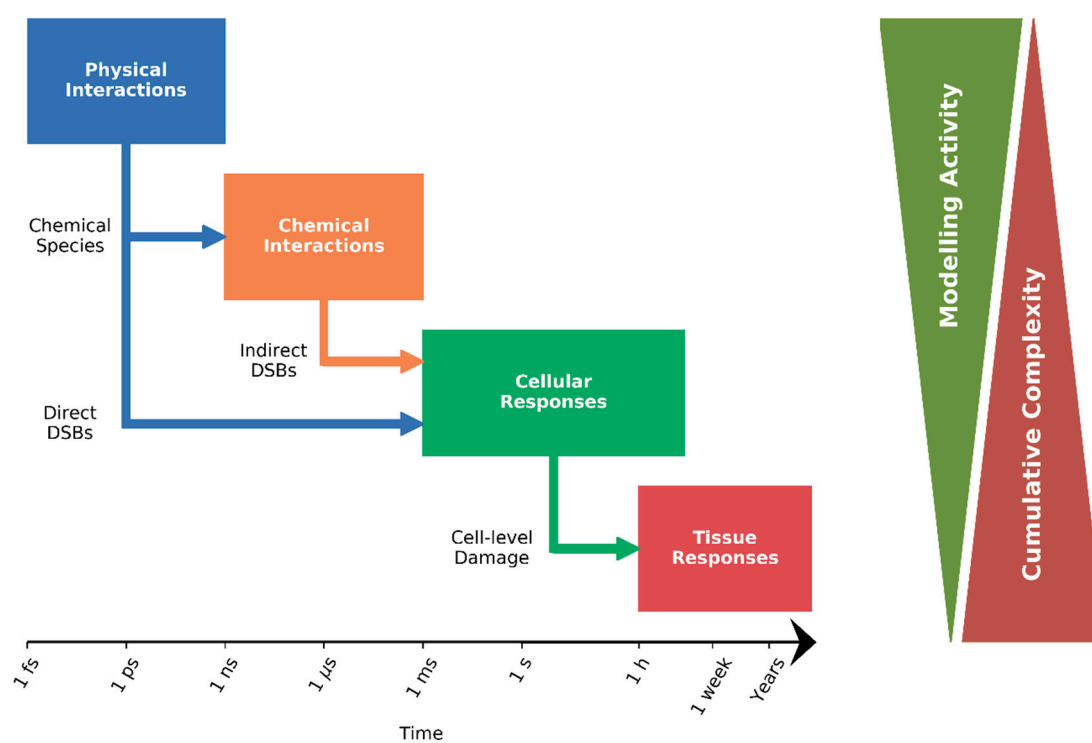 Physical
Interactions
Chemical
Species
Chemical
Interactions
Indirect
DSBs
Direct
DSBs
Cellular
Responses
Cell-level
Damage
Tissue
Responses
1 fs
1 ps
1 ns
1 µs
1 ms
1 s
1 h
1 week
Years
Time
Modelling Activity
Cumulative Complexity